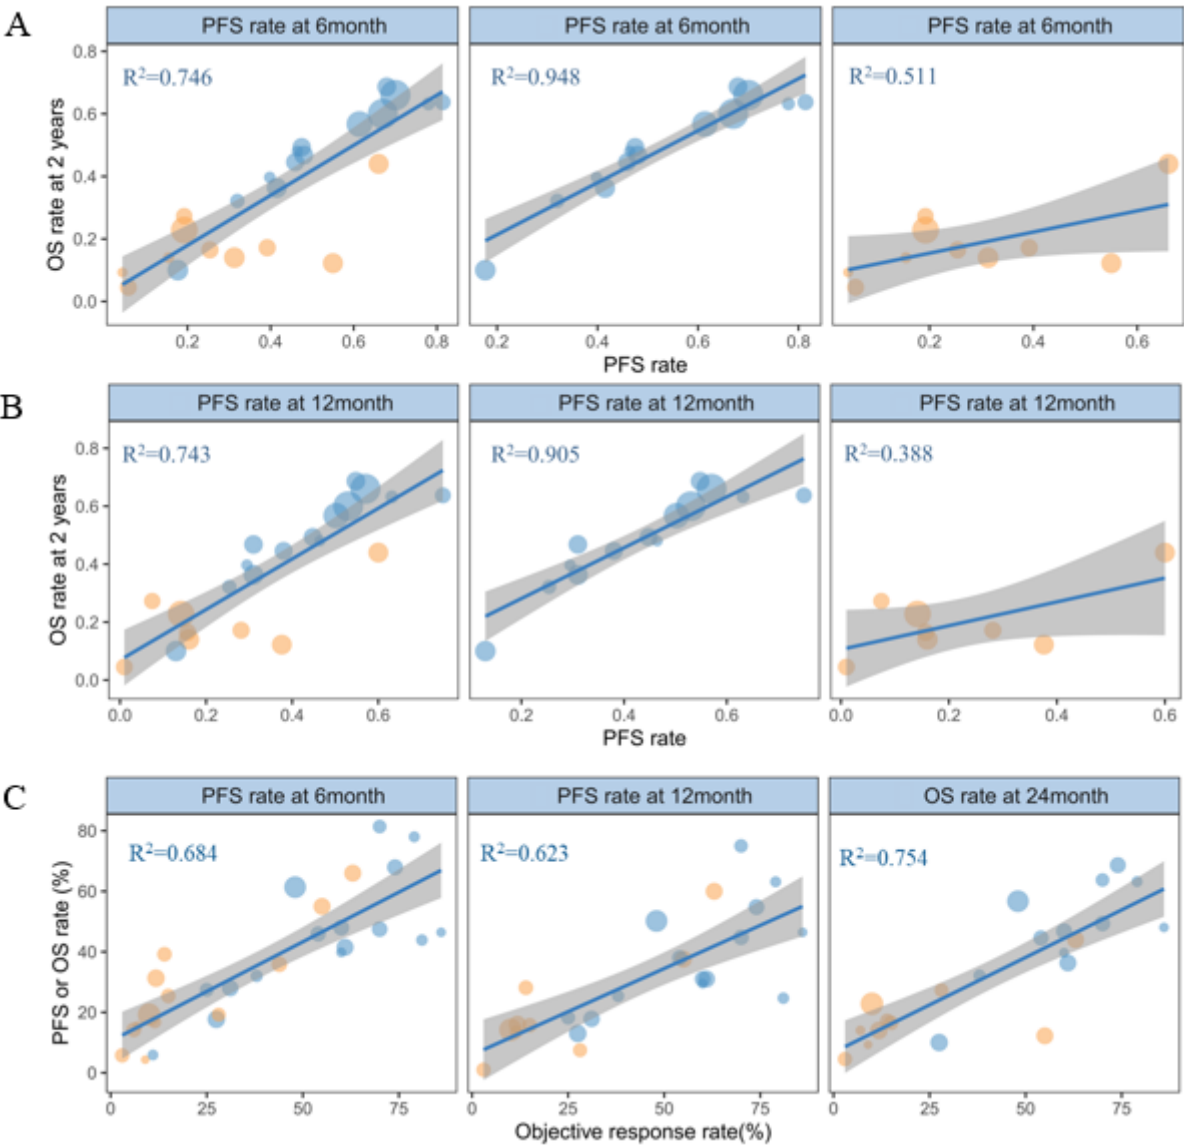 A
PFS rate at 6month PFS rate at 6month PFS rate at 6month
R²=0.746 R²=0.948 R²=0.511
OS rate at 2 years
0.8
0.6
0.4
0.2
0.0
0.2 0.4 0.6 0.8 0.2 0.4 0.6 0.8 0.2 0.4 0.6
PFS rate
B
PFS rate at 12month PFS rate at 12month PFS rate at 12month
R²=0.743 R²=0.905 R²=0.388
OS rate at 2 years
0.8
0.6
0.4
0.2
0.0
0.0 0.2 0.4 0.6 0.2 0.4 0.6 0.0 0.2 0.4 0.6
PFS rate
C
PFS rate at 6month PFS rate at 12month OS rate at 24month
R²=0.684 R²=0.623 R²=0.754
PFS or OS rate (%)
80
60
40
20
0
0 25 50 75 0 25 50 75 0 25 50 75
Objective response rate(%)